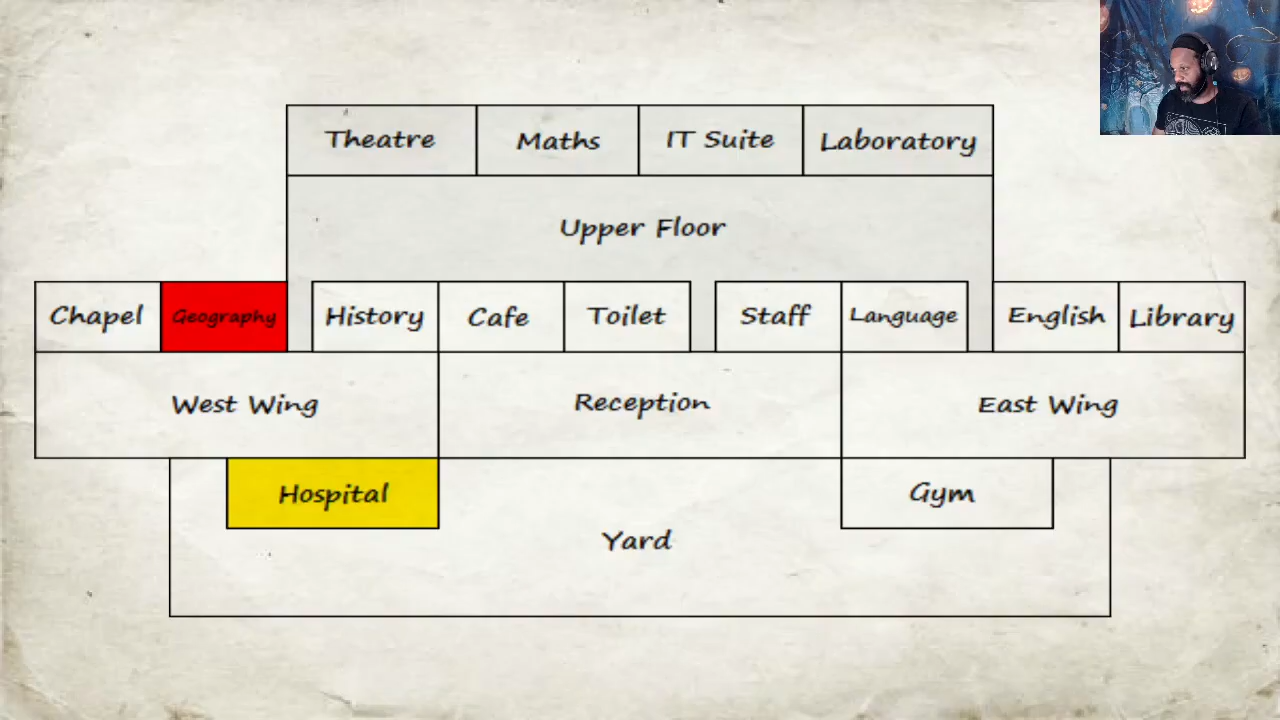 Theatre
Maths
IT Suite
Laboratory
Upper Floor
Chapel
Geography
History
Cafe
Toilet
Staff
Language
English
Library
West Wing
Reception
East Wing
Hospital
Gym
Yard